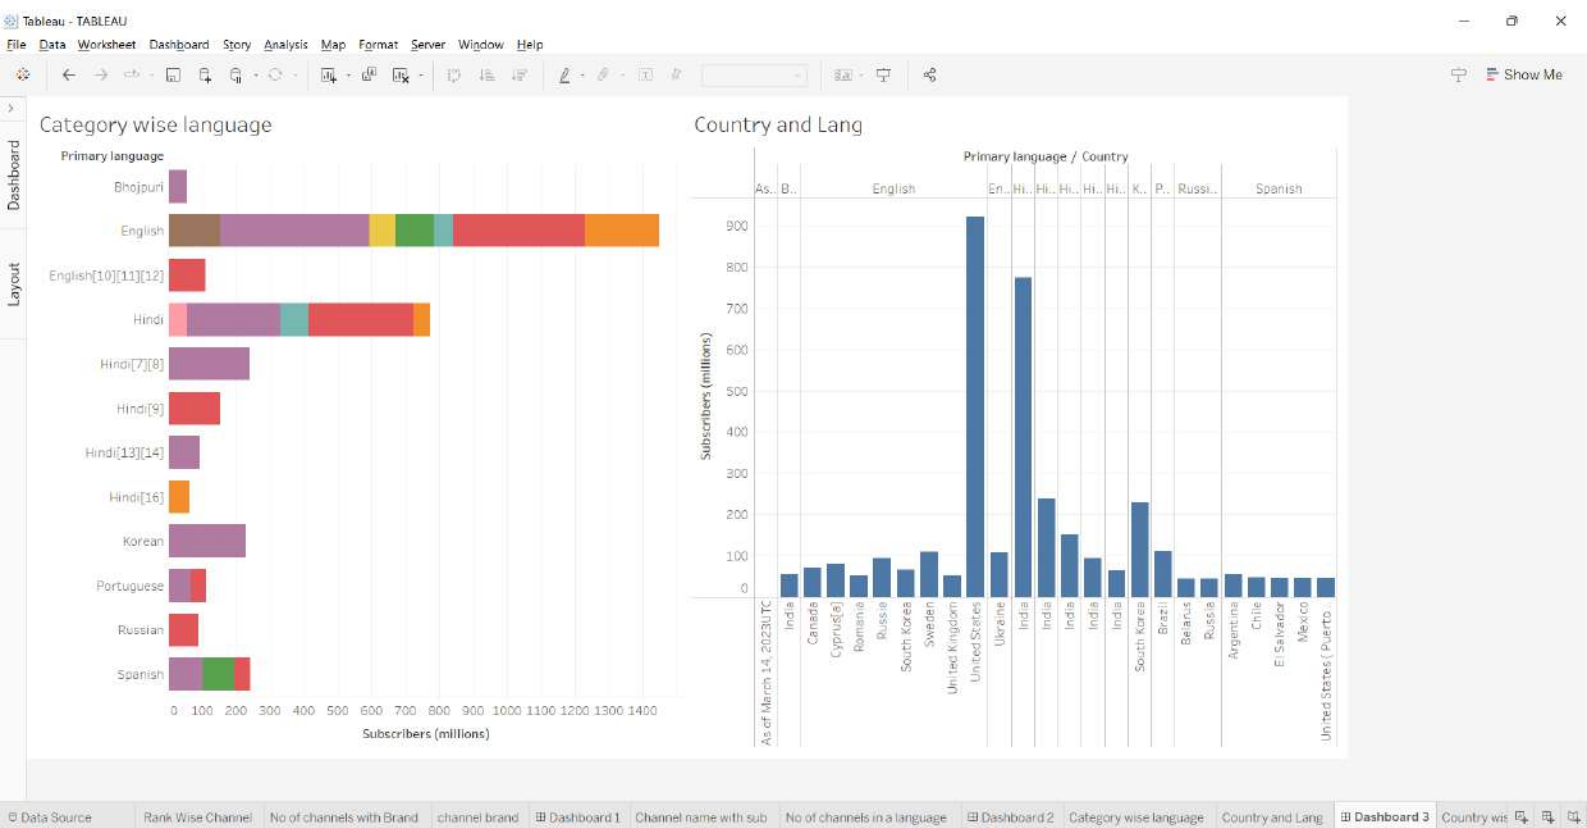 Tableau - TABLEAU
File Data Worksheet Dashboard Story Analysis Map Format Server Window Help
Show Me
Dashboard
Layout
Category wise language
Primary language
Bhojpuri
English
English[10][11][12]
Hindi
Hindi[7][8]
Hindi[9]
Hindi[13][14]
Hindi[16]
Korean
Portuguese
Russian
Spanish
0 100 200 300 400 500 600 700 800 900 1000 1100 1200 1300 1400
Subscribers (millions)
Country and Lang
Primary language / Country
As.. B.. English En.. Hi.. Hi.. Hi.. Hi.. Hi.. K.. P.. Russi.. Spanish
900
800
700
600
500
400
300
200
100
0
Subscribers (millions)
As of March 14, 2023UTC
India
Canada
Cyprus[a]
Romania
Russia
South Korea
Sweden
United Kingdom
United States
Ukraine
India
India
India
India
India
South Korea
Brazil
Belarus
Russia
Argentina
Chile
El Salvador
Mexico
United States ( Puerto ..
Data Source Rank Wise Channel No of channels with Brand channel brand Dashboard 1 Channel name with sub No of channels in a language Dashboard 2 Category wise language Country and Lang Dashboard 3 Country wis